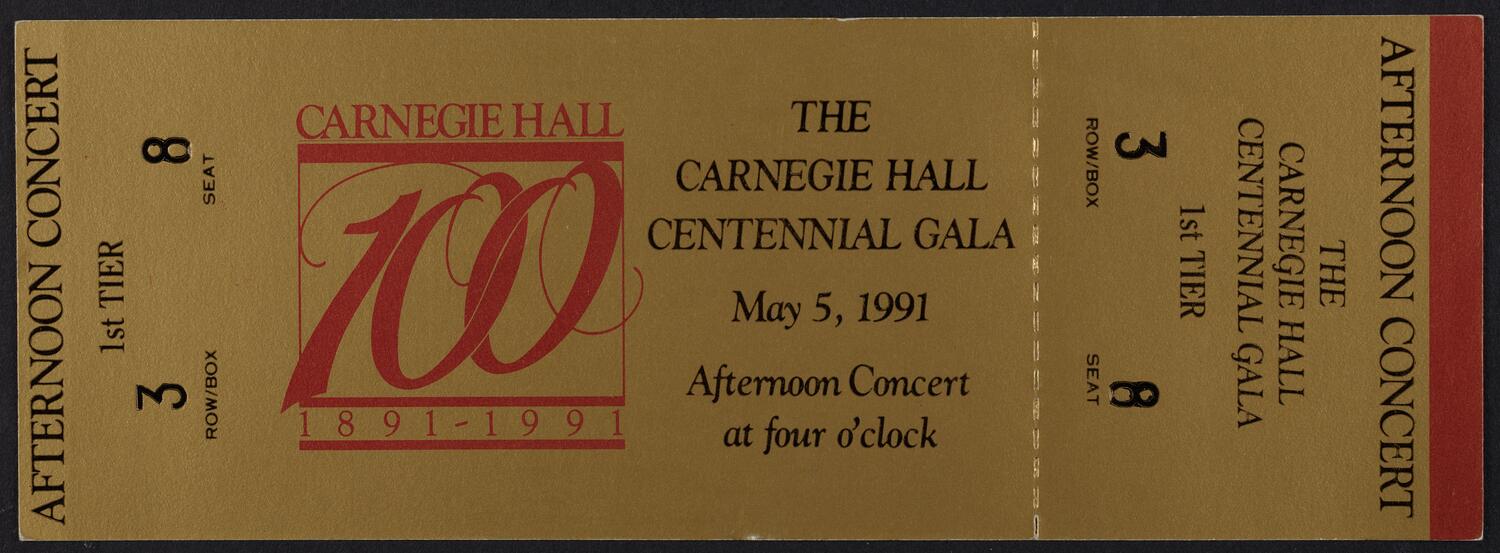 AFTERNOON CONCERT
1st TIER
3 8
ROW/BOX SEAT
CARNEGIE HALL
100
1891-1991
THE
CARNEGIE HALL
CENTENNIAL GALA
May 5, 1991
Afternoon Concert
at four o'clock
AFTERNOON CONCERT
THE
CARNEGIE HALL
CENTENNIAL GALA
1st TIER
3 8
ROW/BOX SEAT